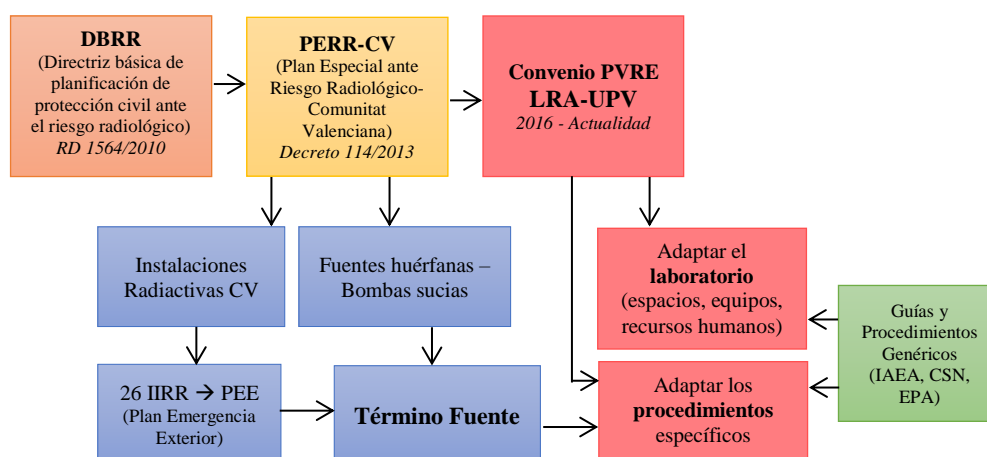 DBRR
(Directriz básica de
planificación de
protección civil ante
el riesgo radiológico)
RD 1564/2010
PERR-CV
(Plan Especial ante
Riesgo Radiológico-
Comunitat
Valenciana)
Decreto 114/2013
Convenio PVRE
LRA-UPV
2016 - Actualidad
Instalaciones
Radiactivas CV
Fuentes huérfanas –
Bombas sucias
Adaptar el
laboratorio
(espacios, equipos,
recursos humanos)
Guías y
Procedimientos
Genéricos
(IAEA, CSN,
EPA)
26 IIRR → PEE
(Plan Emergencia
Exterior)
Término Fuente
Adaptar los
procedimientos
específicos